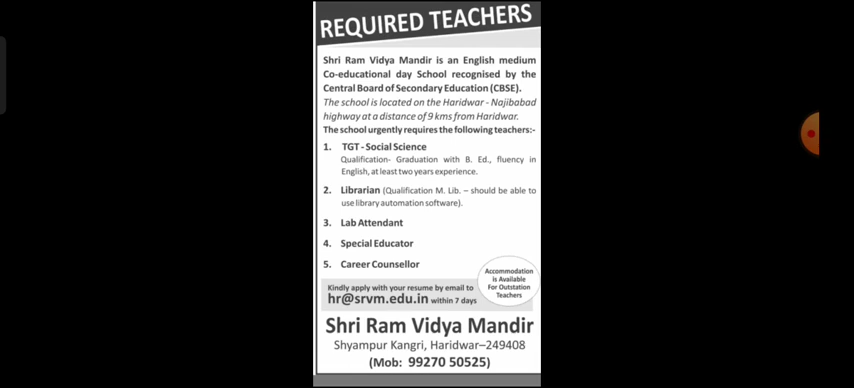 REQUIRED TEACHERS
Shri Ram Vidya Mandir is an English medium
Co-educational day School recognised by the
Central Board of Secondary Education (CBSE).
The school is located on the Haridwar - Najibabad
highway at a distance of 9 kms from Haridwar.
The school urgently requires the following teachers:-
1. TGT - Social Science
Qualification- Graduation with B. Ed., fluency in
English, at least two years experience.
2. Librarian (Qualification M. Lib. – should be able to
use library automation software).
3. Lab Attendant
4. Special Educator
5. Career Counsellor
Accommodation
is Available
For Outstation
Teachers
Kindly apply with your resume by email to
hr@srvm.edu.in within 7 days
Shri Ram Vidya Mandir
Shyampur Kangri, Haridwar–249408
(Mob: 99270 50525)